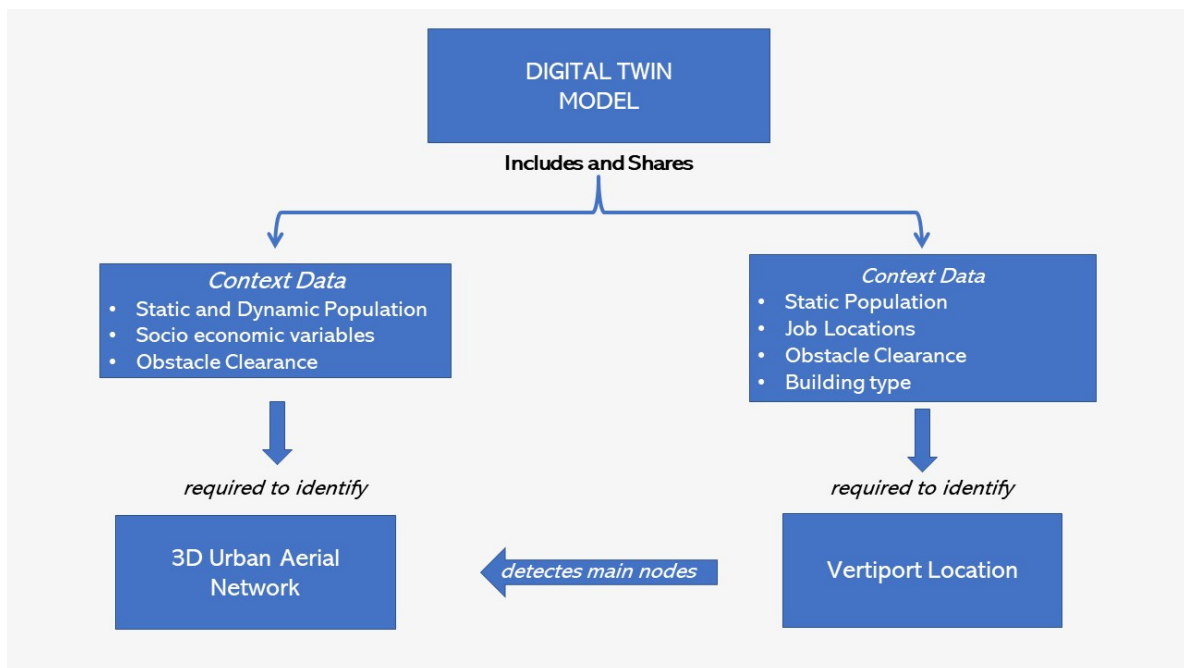 DIGITAL TWIN
MODEL
Includes and Shares
Context Data
• Static and Dynamic Population
• Socio economic variables
• Obstacle Clearance
Context Data
• Static Population
• Job Locations
• Obstacle Clearance
• Building type
required to identify
required to identify
3D Urban Aerial
Network
detectes main nodes
Vertiport Location